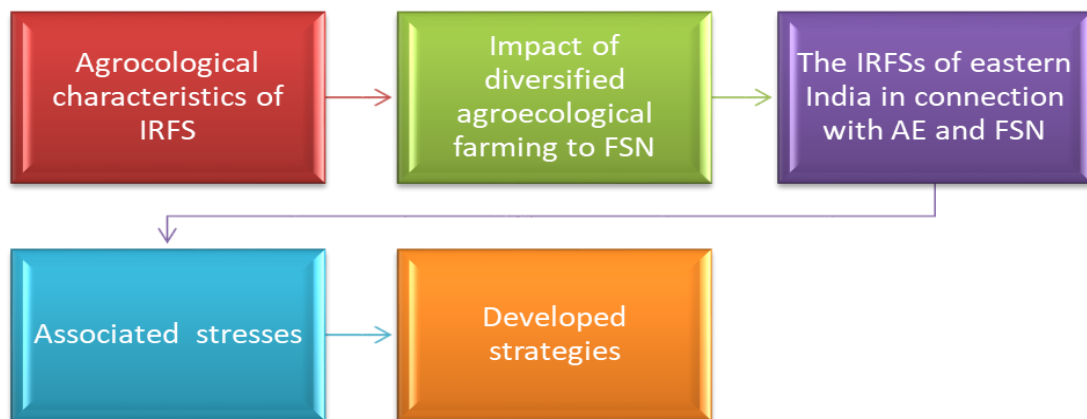 Agrocological
characteristics of
IRFS
Impact of
diversified
agroecological
farming to FSN
The IRFSs of eastern
India in connection
with AE and FSN
Associated stresses
Developed
strategies